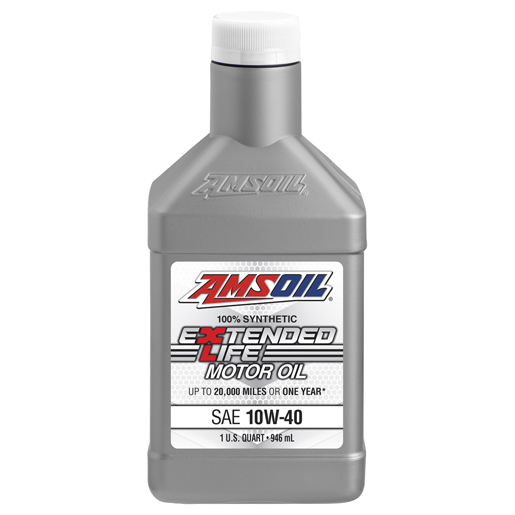 AMSOIL®
AMSOIL®
100% SYNTHETIC
EXTENDED
LIFE
MOTOR OIL
UP TO 20,000 MILES OR ONE YEAR*
SAE 10W-40
1 U.S. QUART • 946 mL